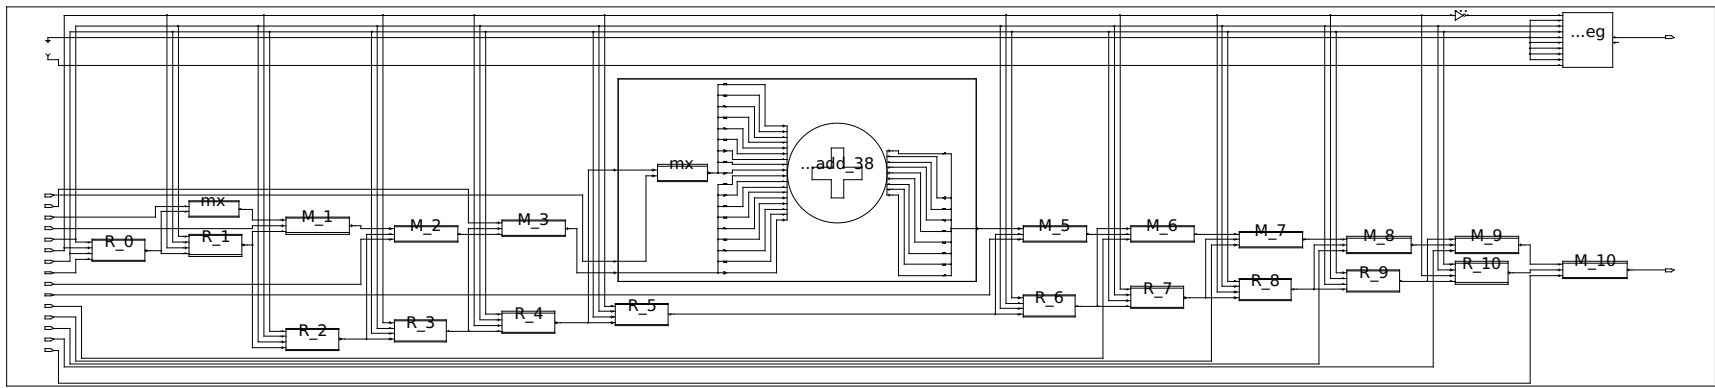 ...eg
...add_38
mx
mx
M_1
M_2
M_3
R_0
R_1
M_5
M_6
M_7
M_8
M_9
M_10
R_10
R_9
R_8
R_7
R_6
R_5
R_4
R_3
R_2